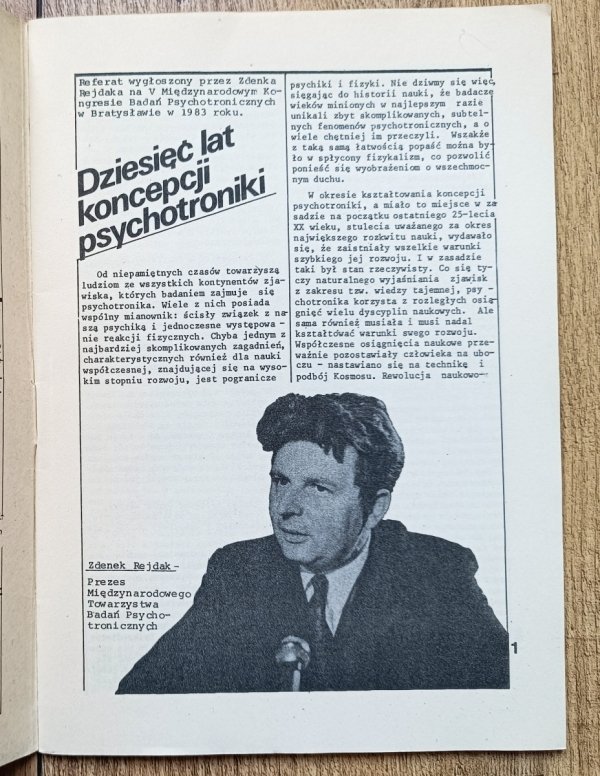 Referat wygłoszony przez Zdenka
Rejdaka na V Międzynarodowym Ko-
ngresie Badań Psychotronicznych
w Bratysławie w 1983 roku.
Dziesięć lat
koncepcji
psychotroniki
Od niepamiętnych czasów towarzyszą
ludziom ze wszystkich kontynentów zja-
wiska, których badaniem zajmuje się
psychotronika. Wiele z nich posiada
wspólny mianownik: ścisły związek z na
szą psychiką i jednoczesne występowa -
nie reakcji fizycznych. Chyba jednym z
najbardziej skomplikowanych zagadnień,
charakterystycznych również dla nauki
współczesnej, znajdującej się na wyso-
kim stopniu rozwoju, jest pogranicze
psychiki i fizyki. Nie dziwmy się więc,
sięgając do historii nauki, że badacze
wieków minionych w najlepszym razie
unikali zbyt skomplikowanych, subtel-
nych fenomenów psychotronicznych, a o
wiele chętniej im przeczyli. Wszakże
z taką samą łatwością popaść można by-
ło w spłycony fizykalizm, co pozwolić
ponieść się wyobrażeniom o wszechmoc-
nym duchu.
W okresie kształtowania koncepcji
psychotroniki, a miało to miejsce w za
sadzie na początku ostatniego 25-lecia
XX wieku, stulecia uważanego za okres
największego rozkwitu nauki, wydawało
się, że zaistniały wszelkie warunki
szybkiego jej rozwoju. I w zasadzie
taki był stan rzeczywisty. Co się ty-
czy naturalnego wyjaśniania zjawisk
z zakresu tzw. wiedzy tajemnej, psy -
chotronika korzysta z rozległych osią-
gnięć wielu dyscyplin naukowych. Ale
sama również musiała i musi nadal
kształtować warunki swego rozwoju.
Współczesne osiągnięcia naukowe prze-
ważnie pozostawiały człowieka na ubo-
czu - nastawiano się na technikę i
podbój Kosmosu. Rewolucja naukowo-
Zdenek Rejdak -
Prezes
Międzynarodowego
Towarzystwa
Badań Psycho-
tronicznych
1